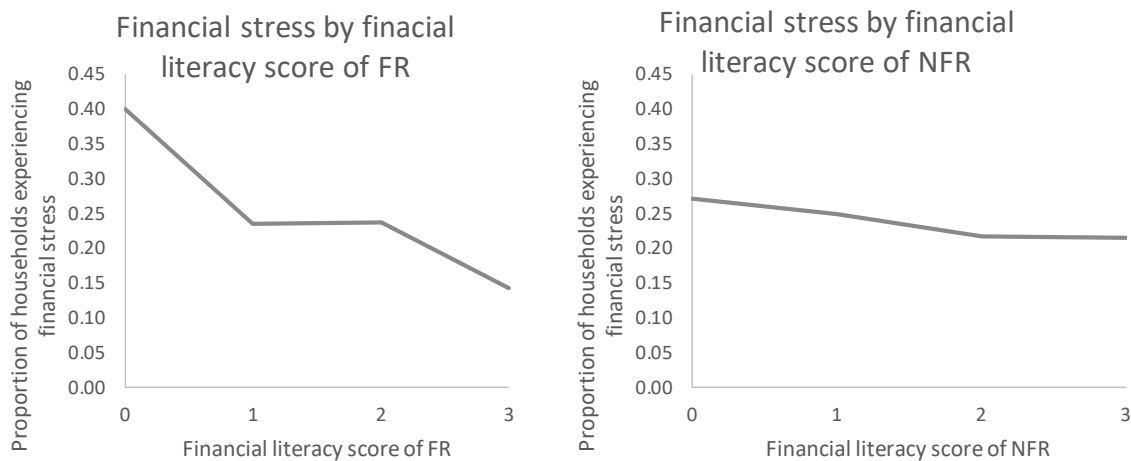 Financial stress by finacial
literacy score of FR
Proportion of households experiencing
financial stress
0.45
0.40
0.35
0.30
0.25
0.20
0.15
0.10
0.05
0.00
0 1 2 3
Financial literacy score of FR
Financial stress by financial
literacy score of NFR
Proportion of households experiencing
financial stress
0.45
0.40
0.35
0.30
0.25
0.20
0.15
0.10
0.05
0.00
0 1 2 3
Financial literacy score of NFR